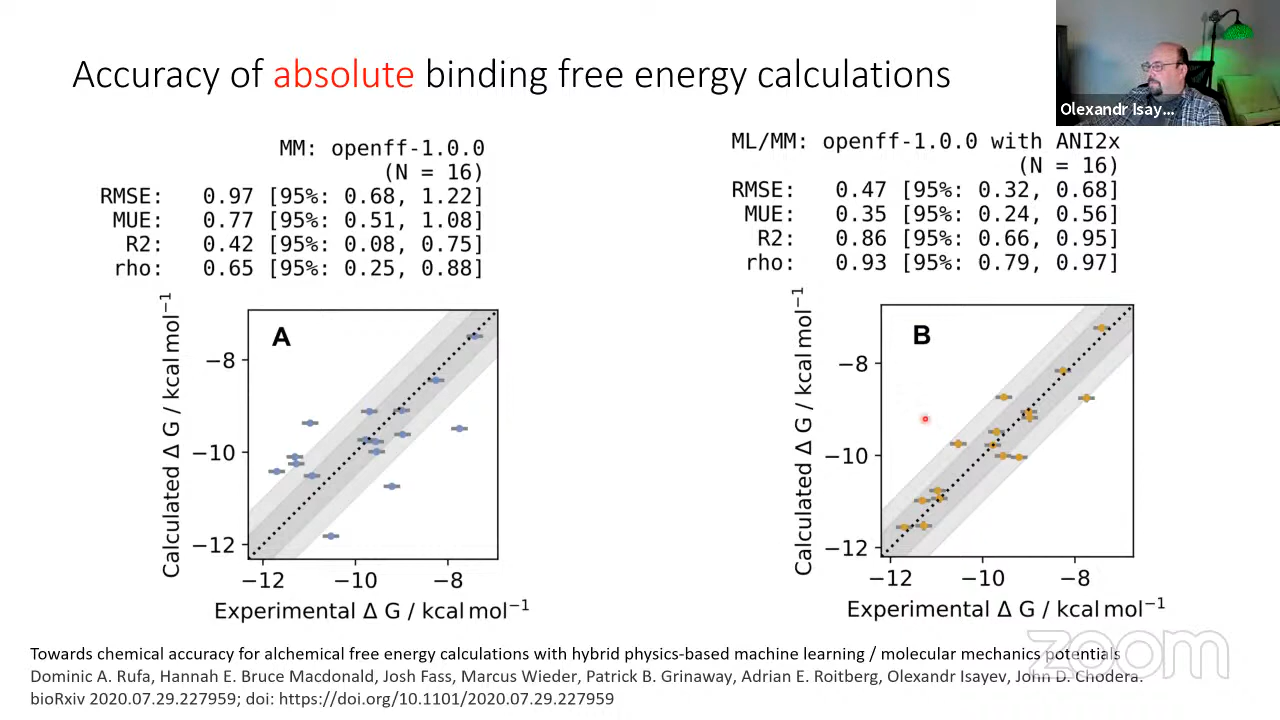 Accuracy of absolute binding free energy calculations
Olexandr Isay...
MM: openff-1.0.0
(N = 16)
RMSE: 0.97 [95%: 0.68, 1.22]
MUE: 0.77 [95%: 0.51, 1.08]
R2: 0.42 [95%: 0.08, 0.75]
rho: 0.65 [95%: 0.25, 0.88]
ML/MM: openff-1.0.0 with ANI2x
(N = 16)
RMSE: 0.47 [95%: 0.32, 0.68]
MUE: 0.35 [95%: 0.24, 0.56]
R2: 0.86 [95%: 0.66, 0.95]
rho: 0.93 [95%: 0.79, 0.97]
A
Calculated Δ G / kcal mol⁻¹
−8
−10
−12
−12 −10 −8
Experimental Δ G / kcal mol⁻¹
B
Calculated Δ G / kcal mol⁻¹
−8
−10
−12
−12 −10 −8
Experimental Δ G / kcal mol⁻¹
Towards chemical accuracy for alchemical free energy calculations with hybrid physics-based machine learning / molecular mechanics potentials
Dominic A. Rufa, Hannah E. Bruce Macdonald, Josh Fass, Marcus Wieder, Patrick B. Grinaway, Adrian E. Roitberg, Olexandr Isayev, John D. Chodera.
bioRxiv 2020.07.29.227959; doi: https://doi.org/10.1101/2020.07.29.227959
zoom